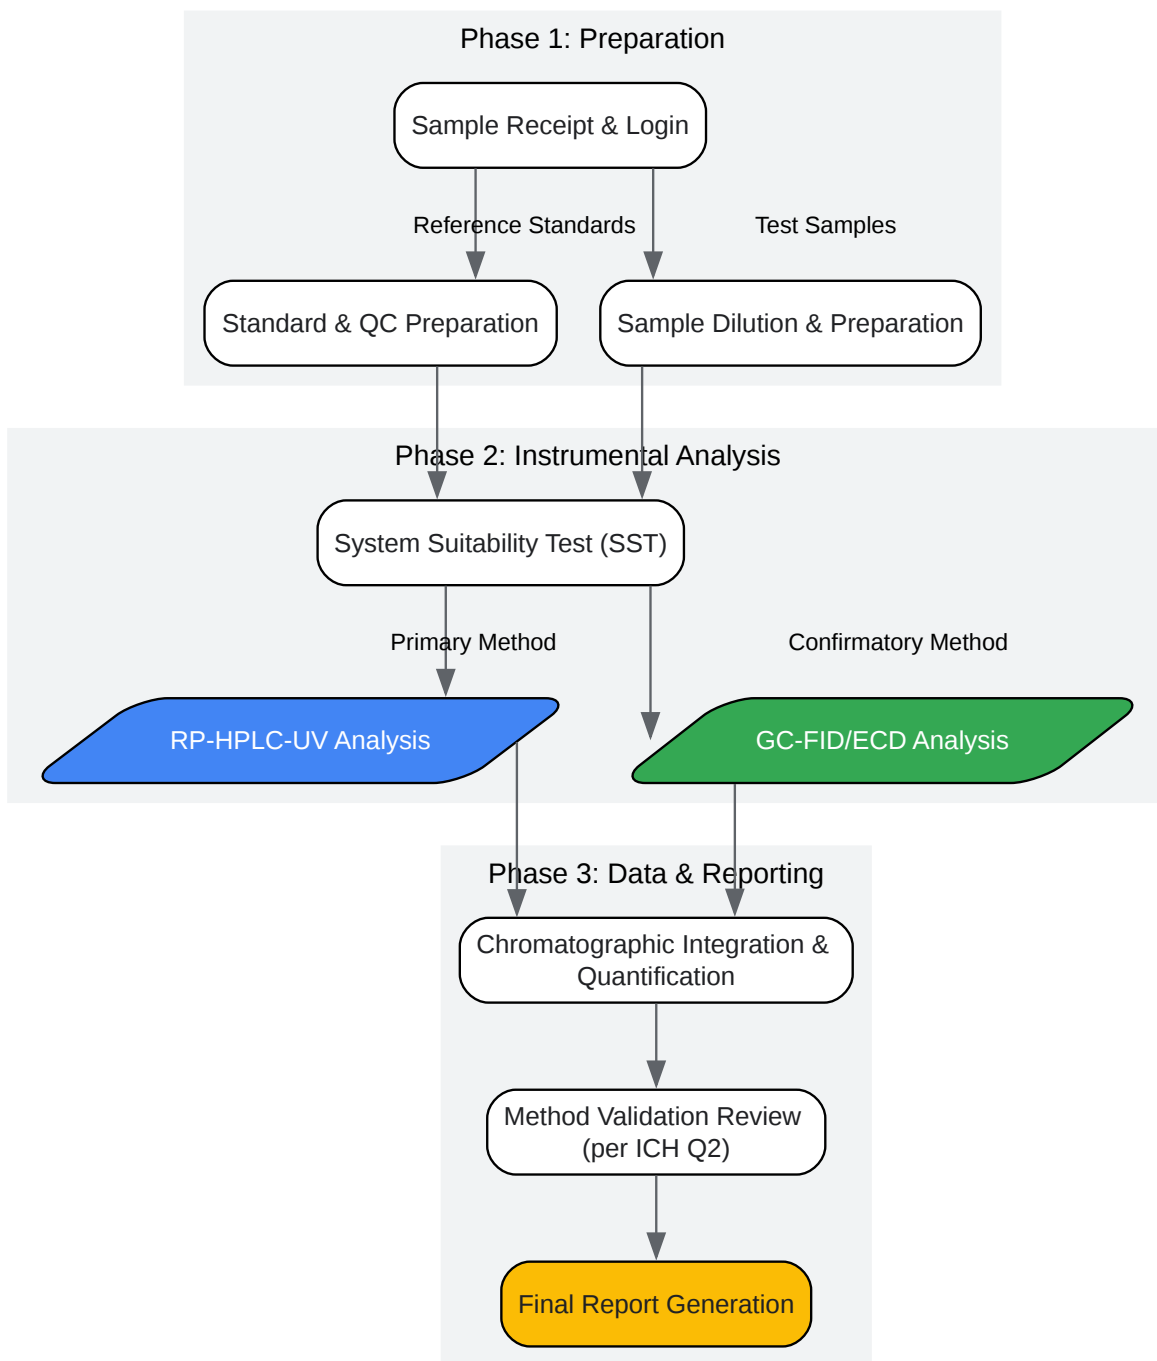 Phase 1: Preparation
Sample Receipt & Login
Reference Standards
Test Samples
Standard & QC Preparation
Sample Dilution & Preparation
Phase 2: Instrumental Analysis
System Suitability Test (SST)
Primary Method
Confirmatory Method
RP-HPLC-UV Analysis
GC-FID/ECD Analysis
Phase 3: Data & Reporting
Chromatographic Integration &
Quantification
Method Validation Review
(per ICH Q2)
Final Report Generation